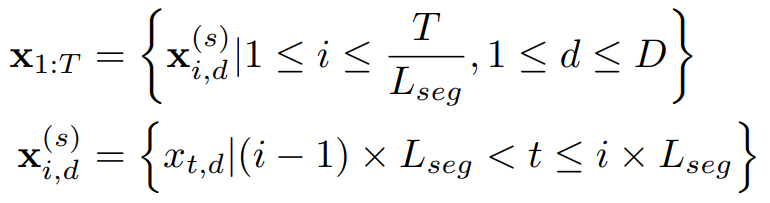 $\mathbf{x}_{1:T} = \left\{ \mathbf{x}_{i,d}^{(s)} | 1 \leq i \leq \frac{T}{L_{seg}}, 1 \leq d \leq D \right\}$
$\mathbf{x}_{i,d}^{(s)} = \left\{ x_{t,d} | (i-1) \times L_{seg} < t \leq i \times L_{seg} \right\}$